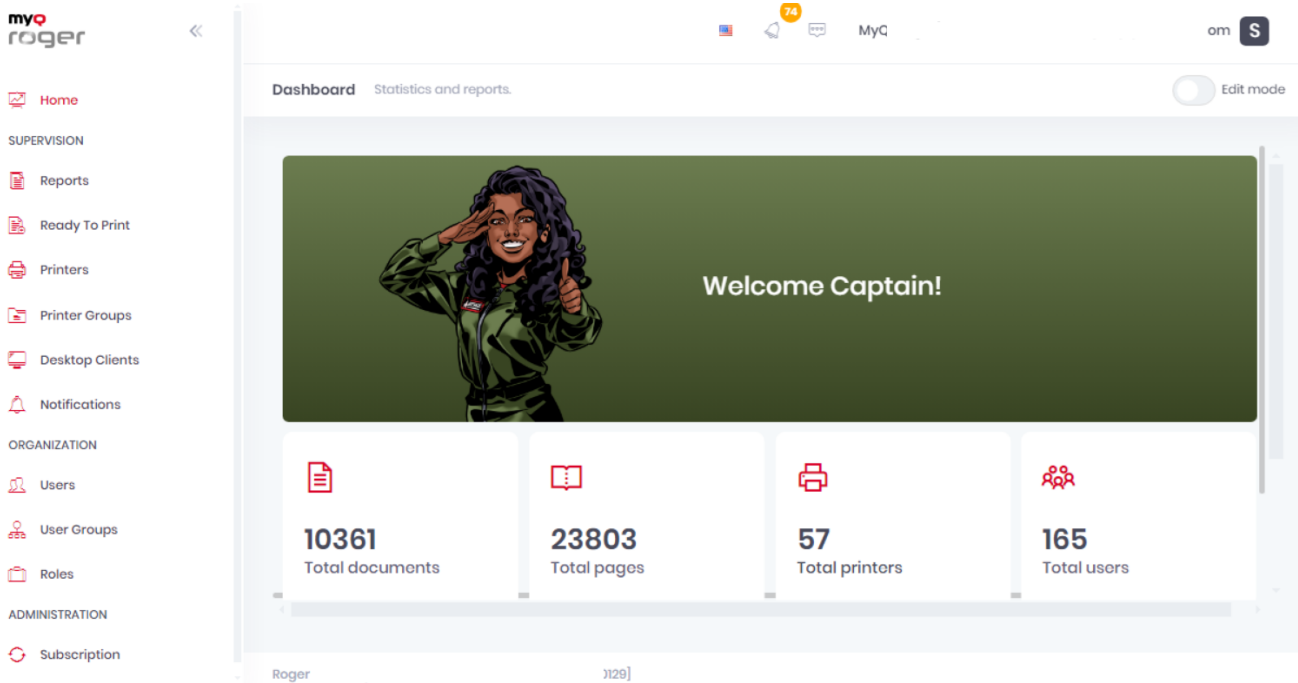 myQ
roger
74
MyQ
om
S
Home
SUPERVISION
Reports
Ready To Print
Printers
Printer Groups
Desktop Clients
Notifications
ORGANIZATION
Users
User Groups
Roles
ADMINISTRATION
Subscription
Dashboard Statistics and reports.
Edit mode
Welcome Captain!
10361
Total documents
23803
Total pages
57
Total printers
165
Total users
Roger
0129]